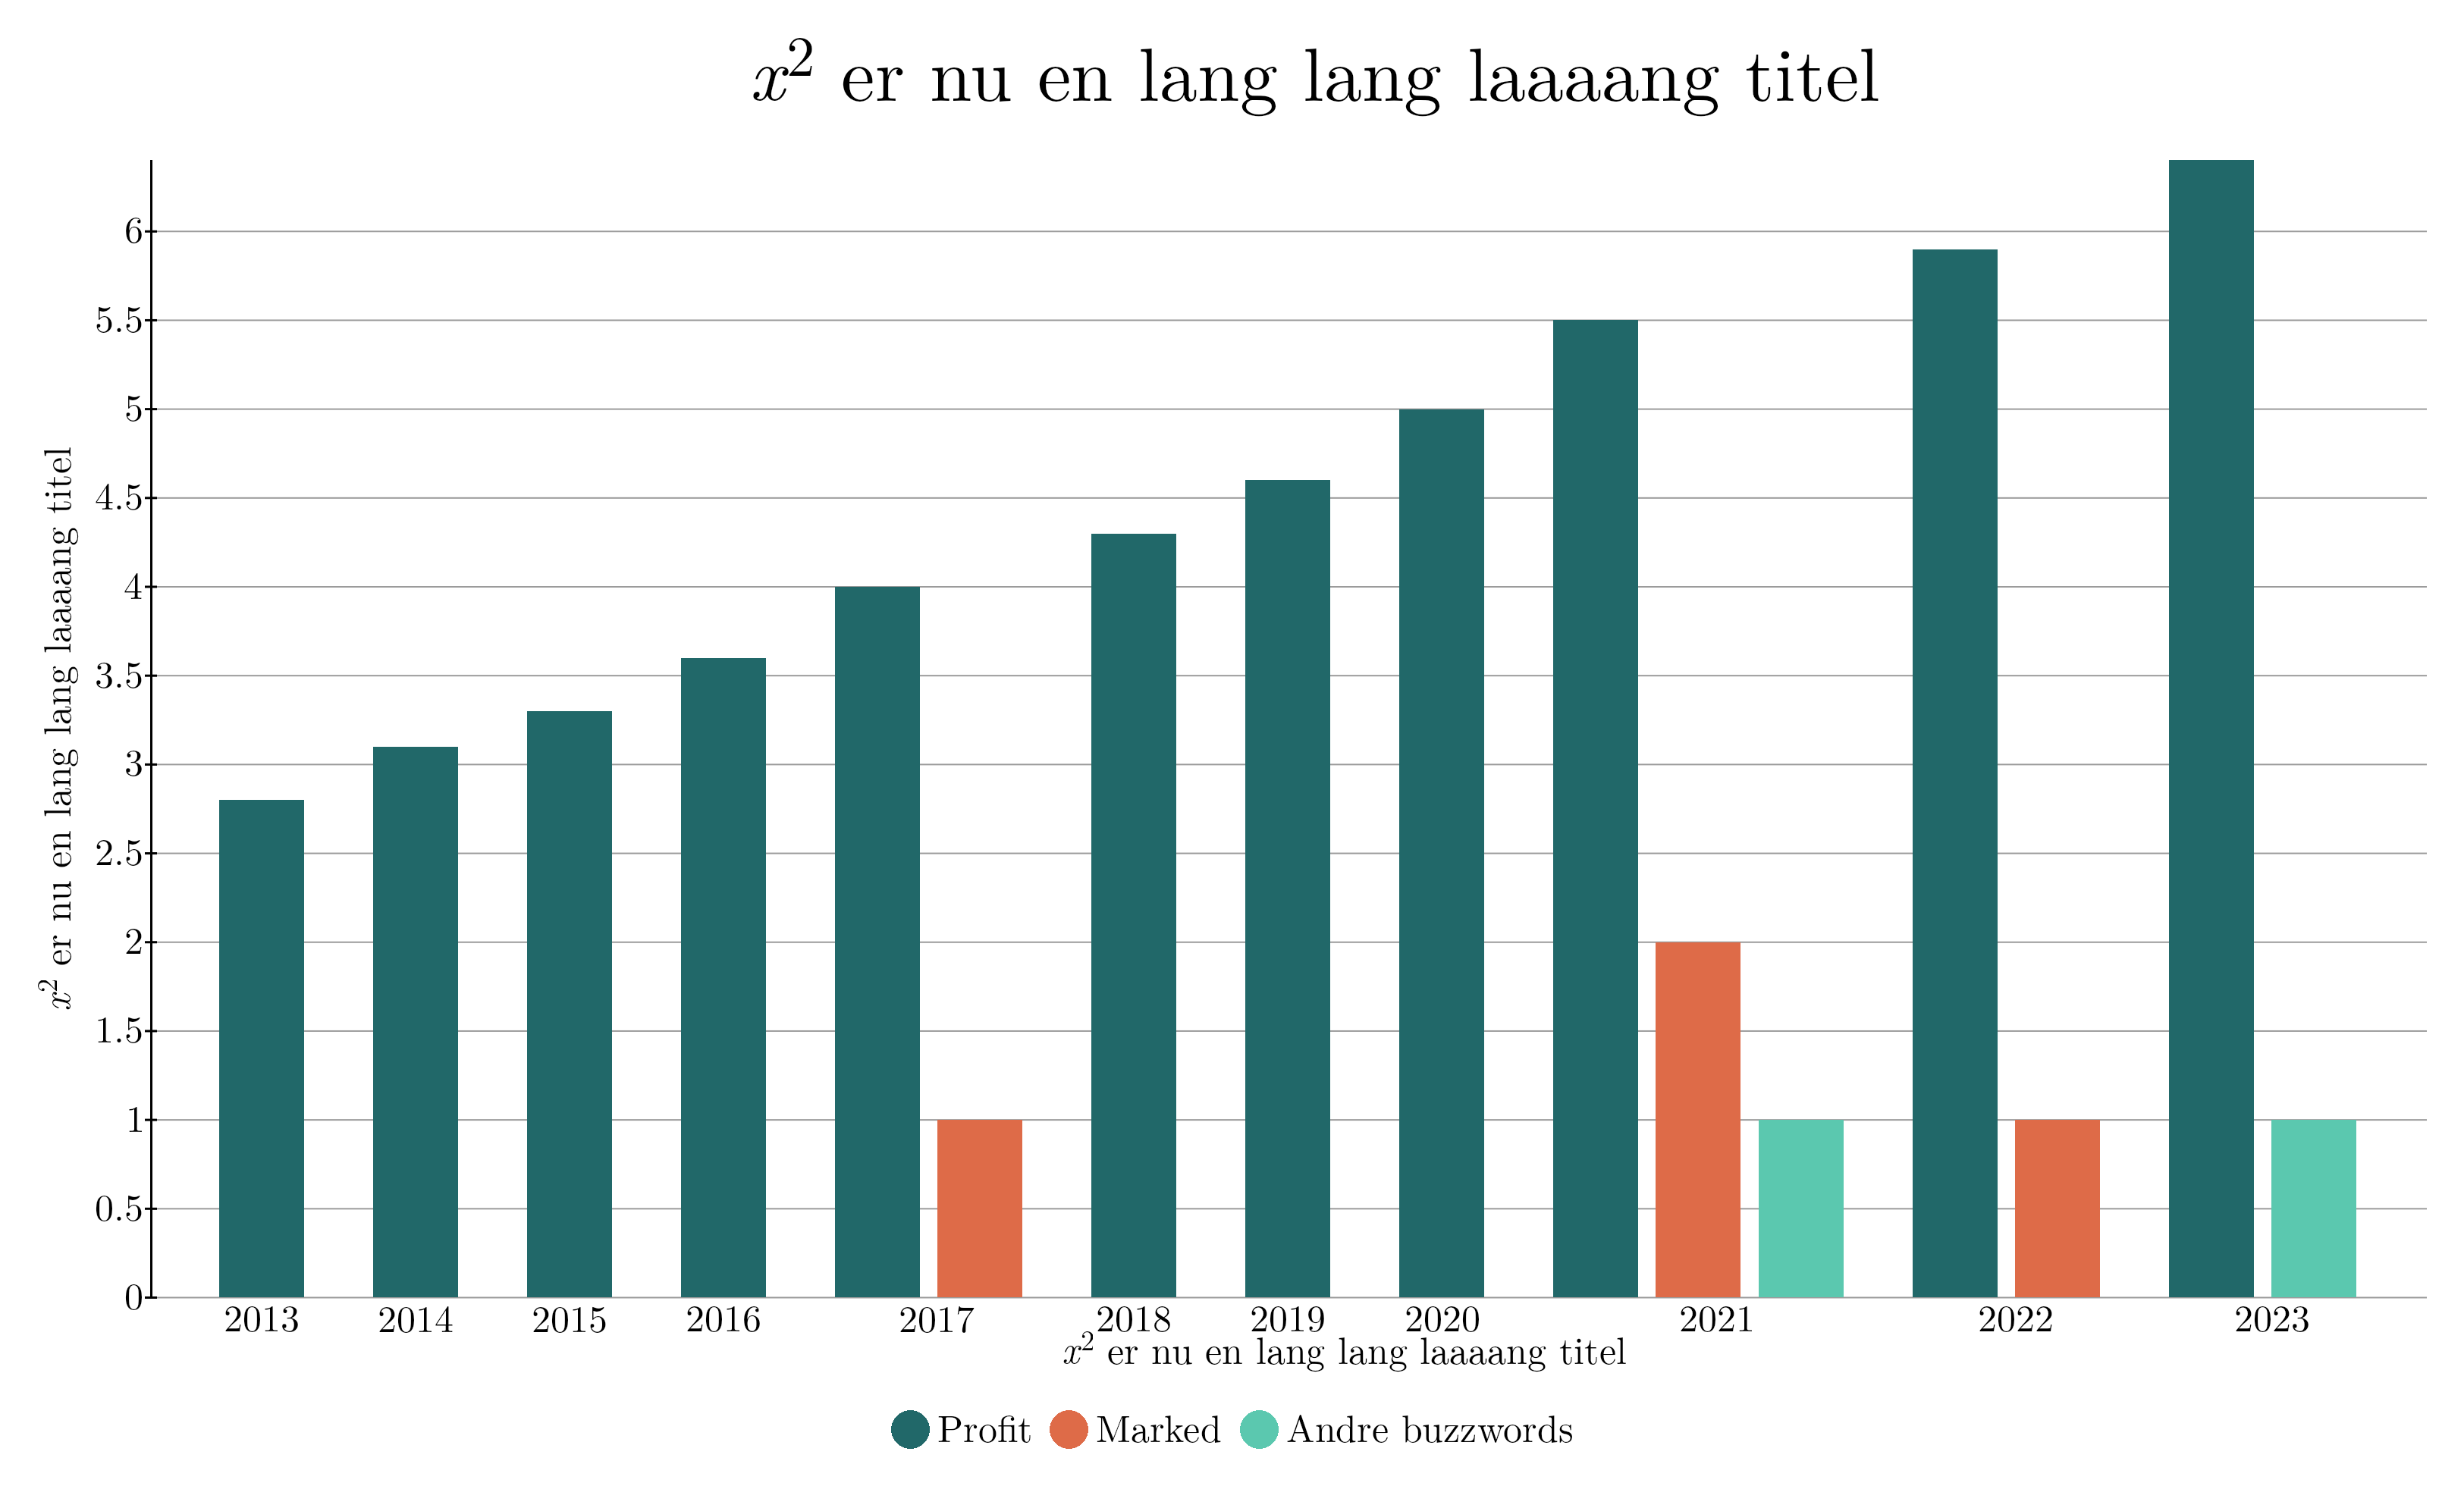 x² er nu en lang lang laaaang titel
x² er nu en lang lang laaaang titel
6
5.5
5
4.5
4
3.5
3
2.5
2
1.5
1
0.5
0
2013 2014 2015 2016 2017 2018 2019 2020 2021 2022 2023
x² er nu en lang lang laaaang titel
Profit Marked Andre buzzwords